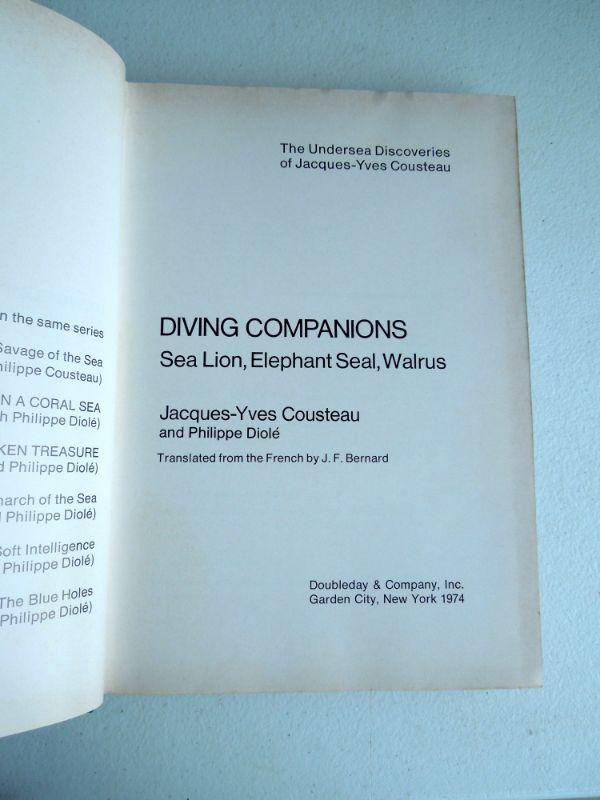 n the same series
Savage of the Sea
hilippe Cousteau)
N A CORAL SEA
h Philippe Diolé)
KEN TREASURE
d Philippe Diolé)
narch of the Sea
l Philippe Diolé)
Soft Intelligence
Philippe Diolé)
The Blue Holes
Philippe Diolé)
The Undersea Discoveries
of Jacques-Yves Cousteau
DIVING COMPANIONS
Sea Lion, Elephant Seal, Walrus
Jacques-Yves Cousteau
and Philippe Diolé
Translated from the French by J. F. Bernard
Doubleday & Company, Inc.
Garden City, New York 1974